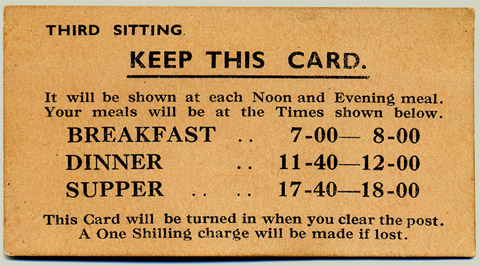 THIRD SITTING.
KEEP THIS CARD.
It will be shown at each Noon and Evening meal.
Your meals will be at the Times shown below.
BREAKFAST .. 7-00— 8-00
DINNER .. 11-40—12-00
SUPPER .. .. 17-40—18-00
This Card will be turned in when you clear the post.
A One Shilling charge will be made if lost.